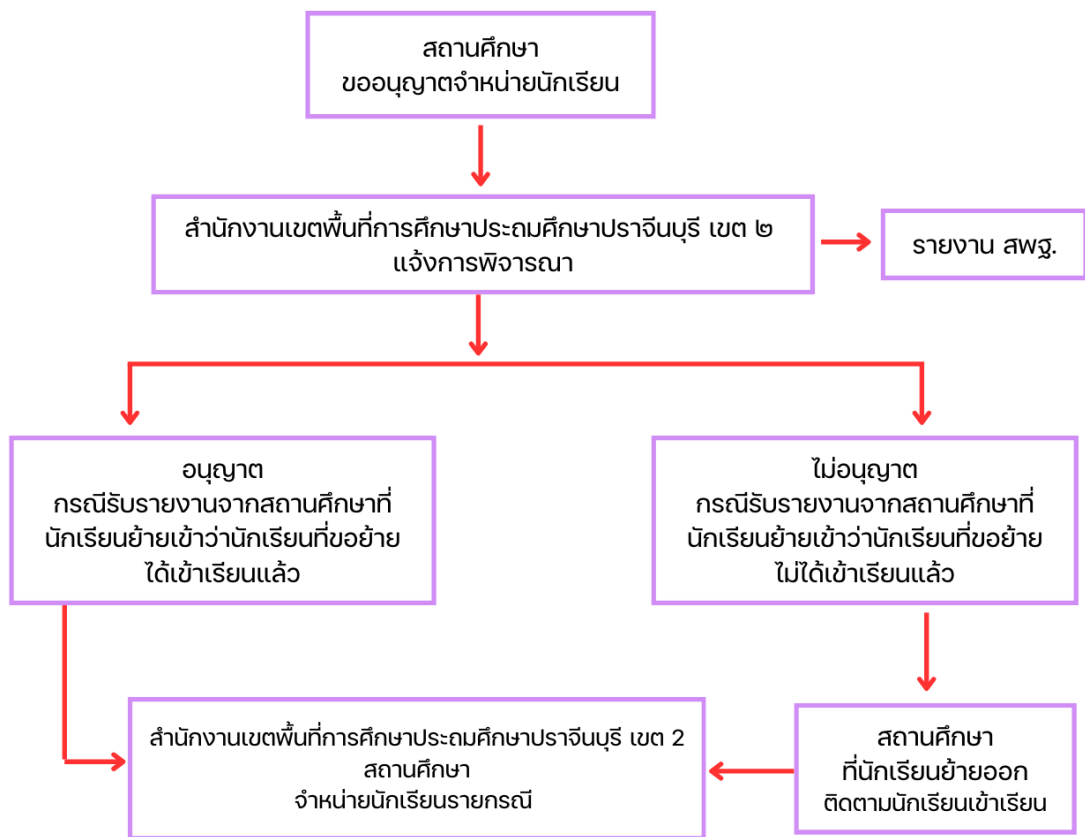 สถานศึกษา
ขออนุญาตจำหน่ายนักเรียน
สำนักงานเขตพื้นที่การศึกษาประถมศึกษาปราจีนบุรี เขต ๒
แจ้งการพิจารณา
รายงาน สพฐ.
อนุญาต
กรณีรับรายงานจากสถานศึกษาที่
นักเรียนย้ายเข้าว่านักเรียนที่ขอย้าย
ได้เข้าเรียนแล้ว
ไม่อนุญาต
กรณีรับรายงานจากสถานศึกษาที่
นักเรียนย้ายเข้าว่านักเรียนที่ขอย้าย
ไม่ได้เข้าเรียนแล้ว
สำนักงานเขตพื้นที่การศึกษาประถมศึกษาปราจีนบุรี เขต 2
สถานศึกษา
จำหน่ายนักเรียนรายกรณี
สถานศึกษา
ที่นักเรียนย้ายออก
ติดตามนักเรียนเข้าเรียน